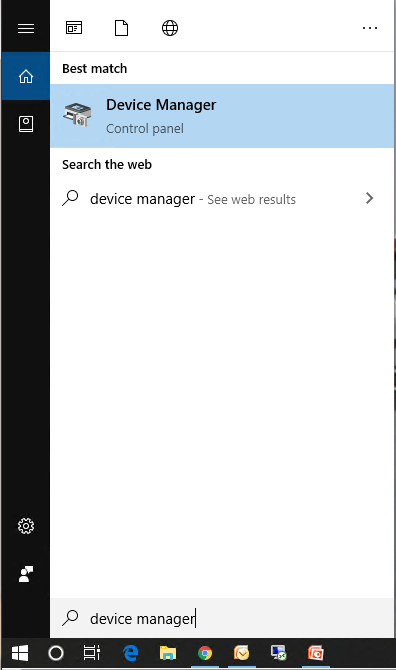 Best match
Device Manager
Control panel
Search the web
device manager - See web results
device manager